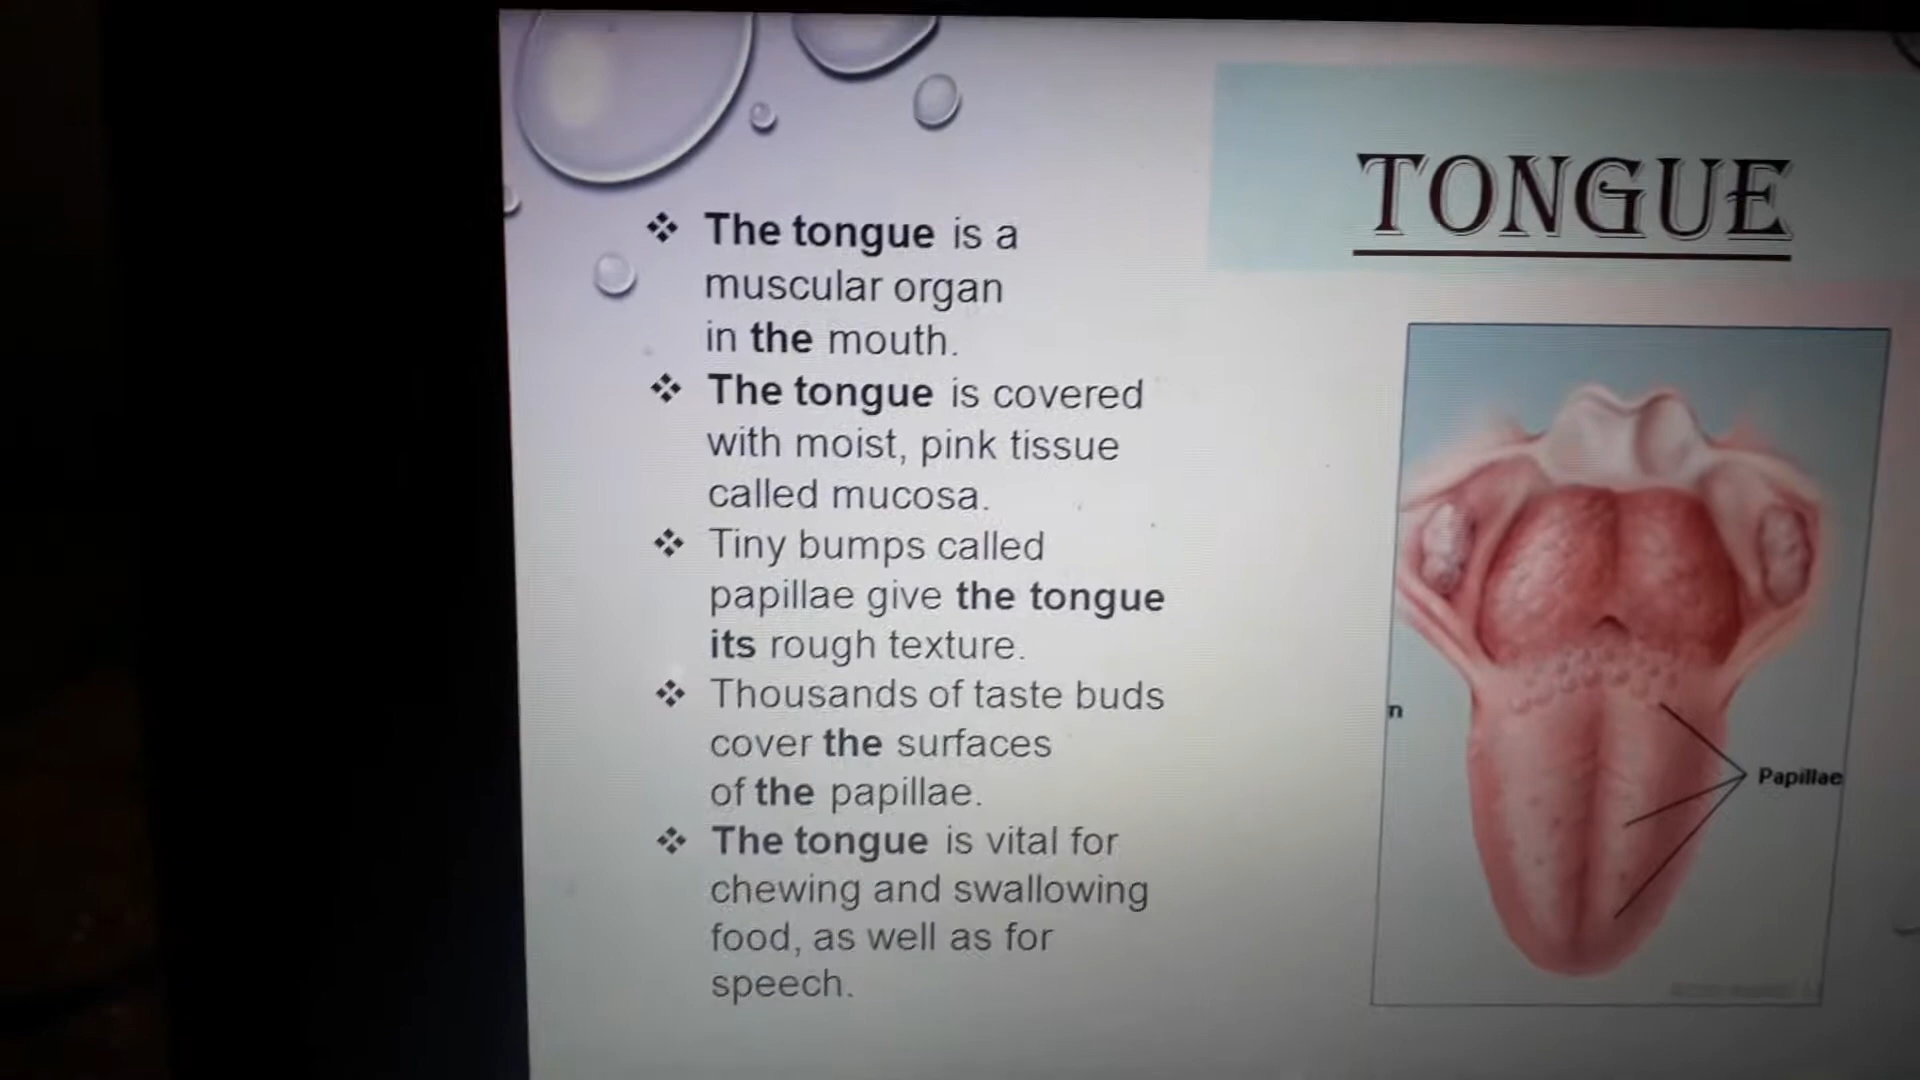 TONGUE
The tongue is a
muscular organ
in the mouth.
The tongue is covered
with moist, pink tissue
called mucosa.
Tiny bumps called
papillae give the tongue
its rough texture.
Thousands of taste buds
cover the surfaces
of the papillae.
The tongue is vital for
chewing and swallowing
food, as well as for
speech.
n
Papillae